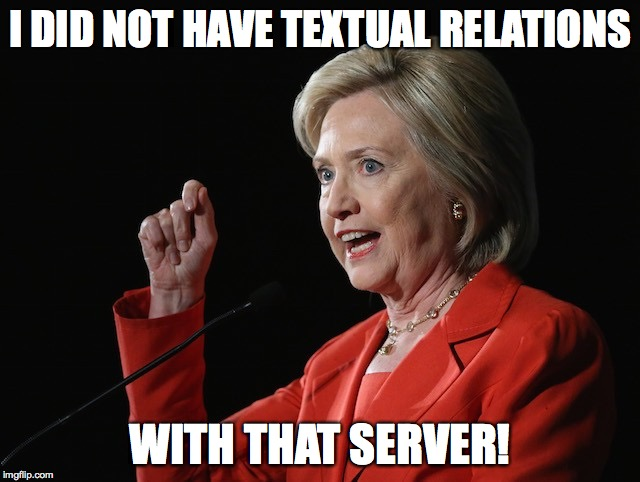 I DID NOT HAVE TEXTUAL RELATIONS
WITH THAT SERVER!
imgflip.com